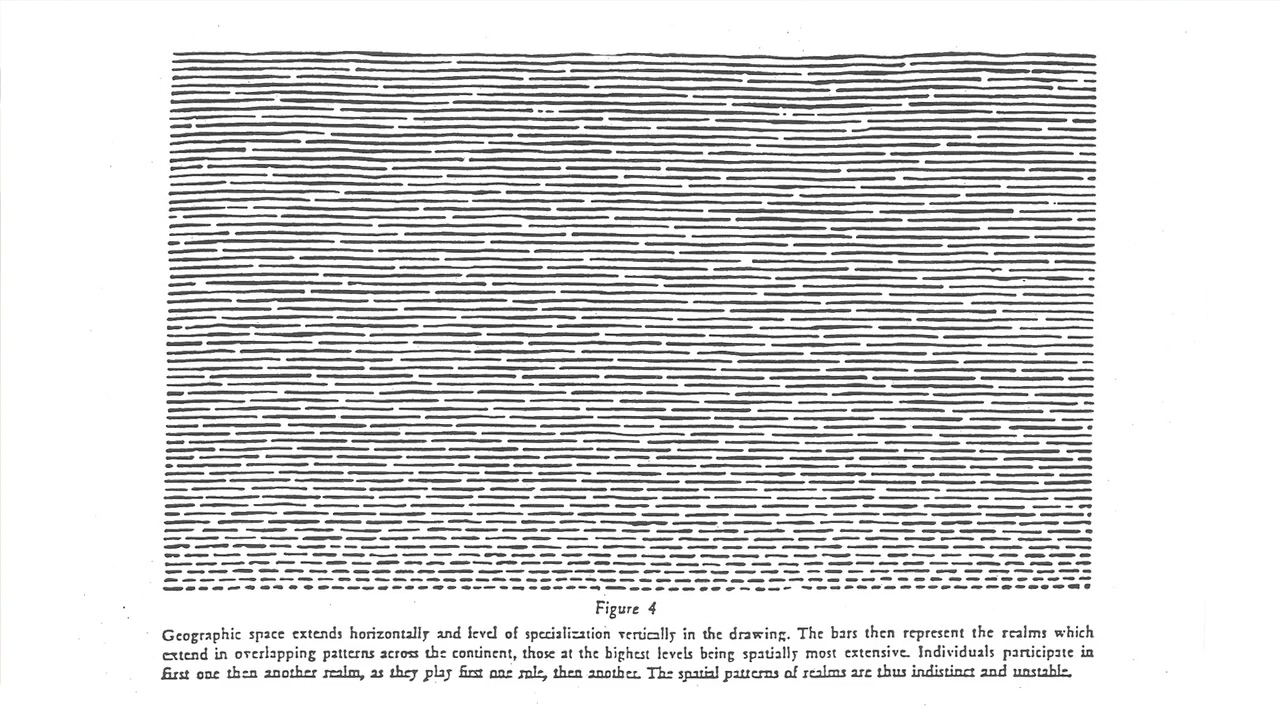 Figure 4
Geographic space extends horizontally and level of specialization vertically in the drawing. The bars then represent the realms which
extend in overlapping patterns across the continent, those at the highest levels being spatially most extensive. Individuals participate in
first one then another realm, as they play first one role, then another. The spatial patterns of realms are thus indistinct and unstable.